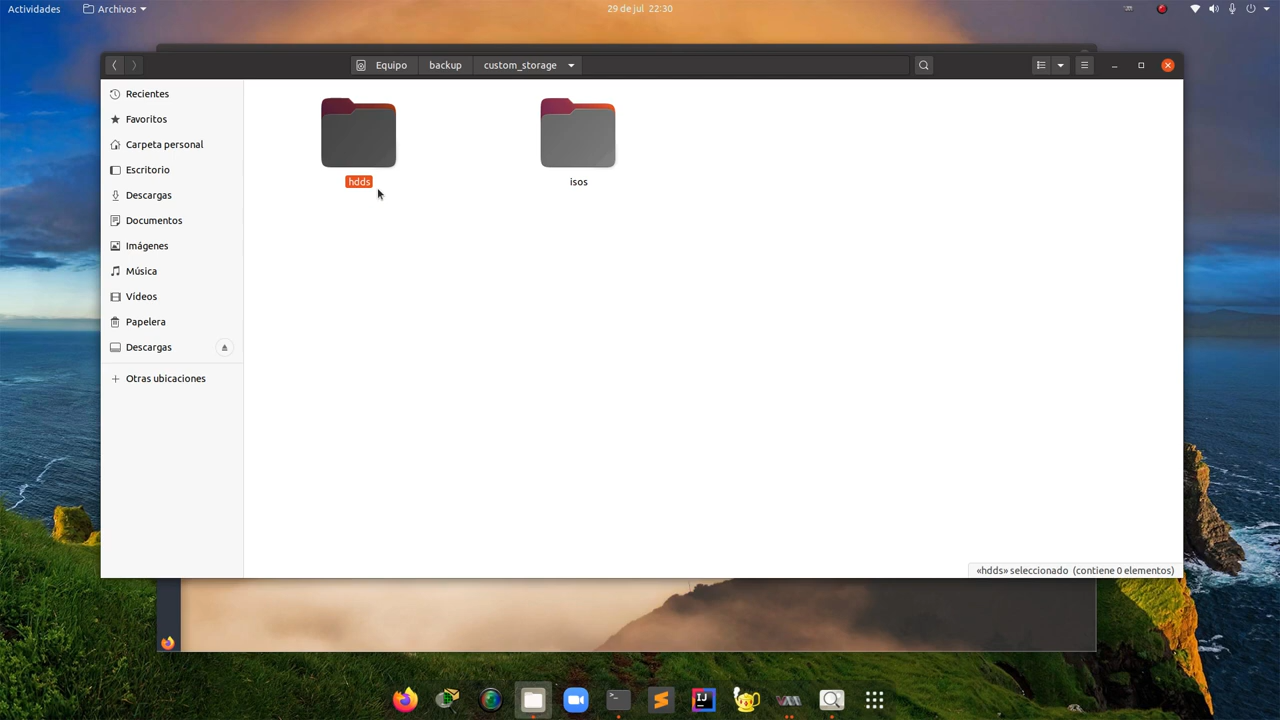 Actividades
Archivos
29 de jul 22:30
Equipo
backup
custom_storage
Recientes
Favoritos
Carpeta personal
Escritorio
Descargas
Documentos
Imágenes
Música
Vídeos
Papelera
Descargas
Otras ubicaciones
hdds
isos
«hdds» seleccionado (contiene 0 elementos)
IJ